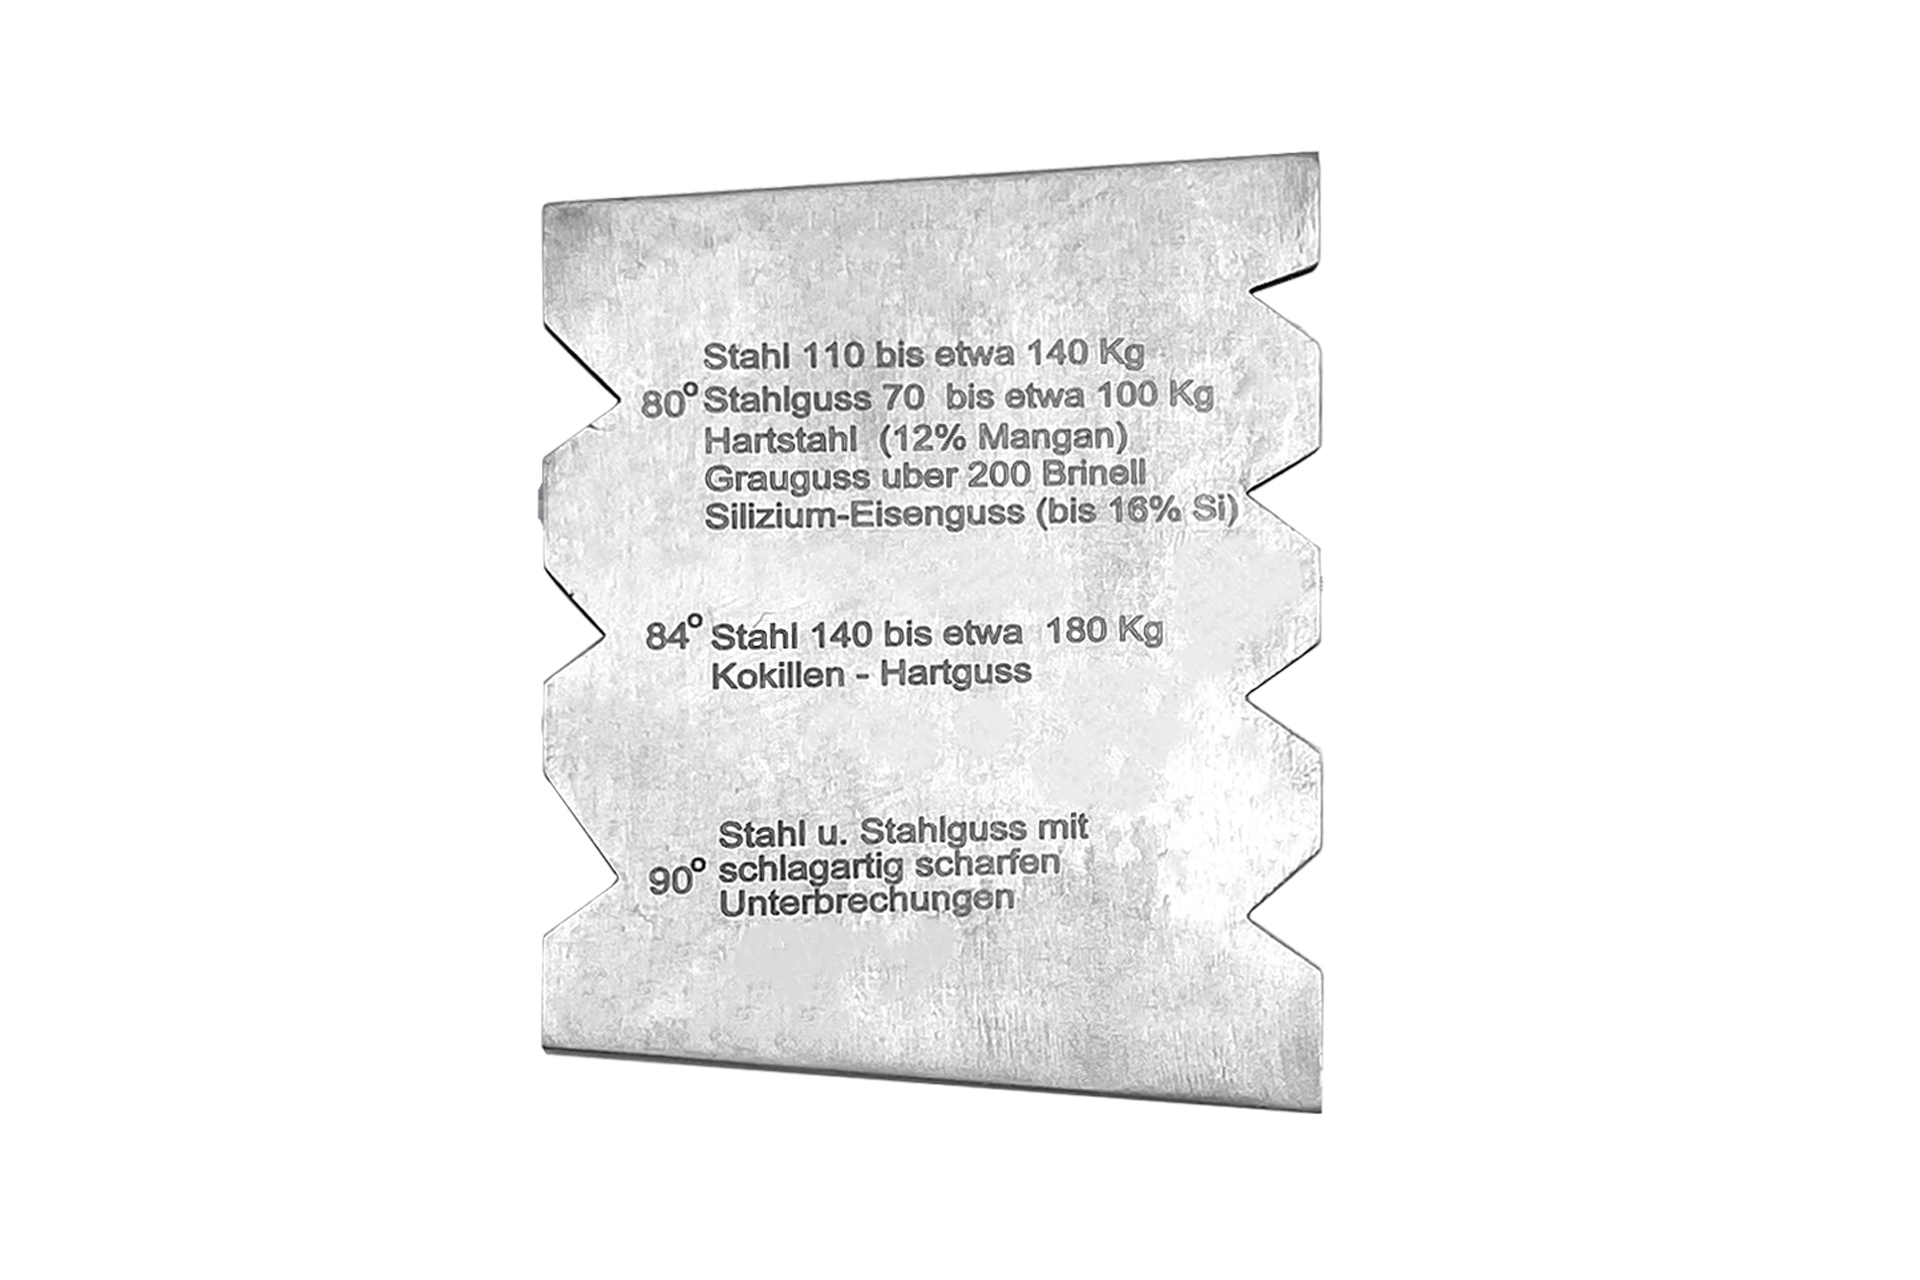 Stahl 110 bis etwa 140 Kg
80° Stahlguss 70 bis etwa 100 Kg
Hartstahl (12% Mangan)
Grauguss uber 200 Brinell
Silizium-Eisenguss (bis 16% Si)
84° Stahl 140 bis etwa 180 Kg
Kokillen - Hartguss
Stahl u. Stahlguss mit
90° schlagartig scharfen
Unterbrechungen